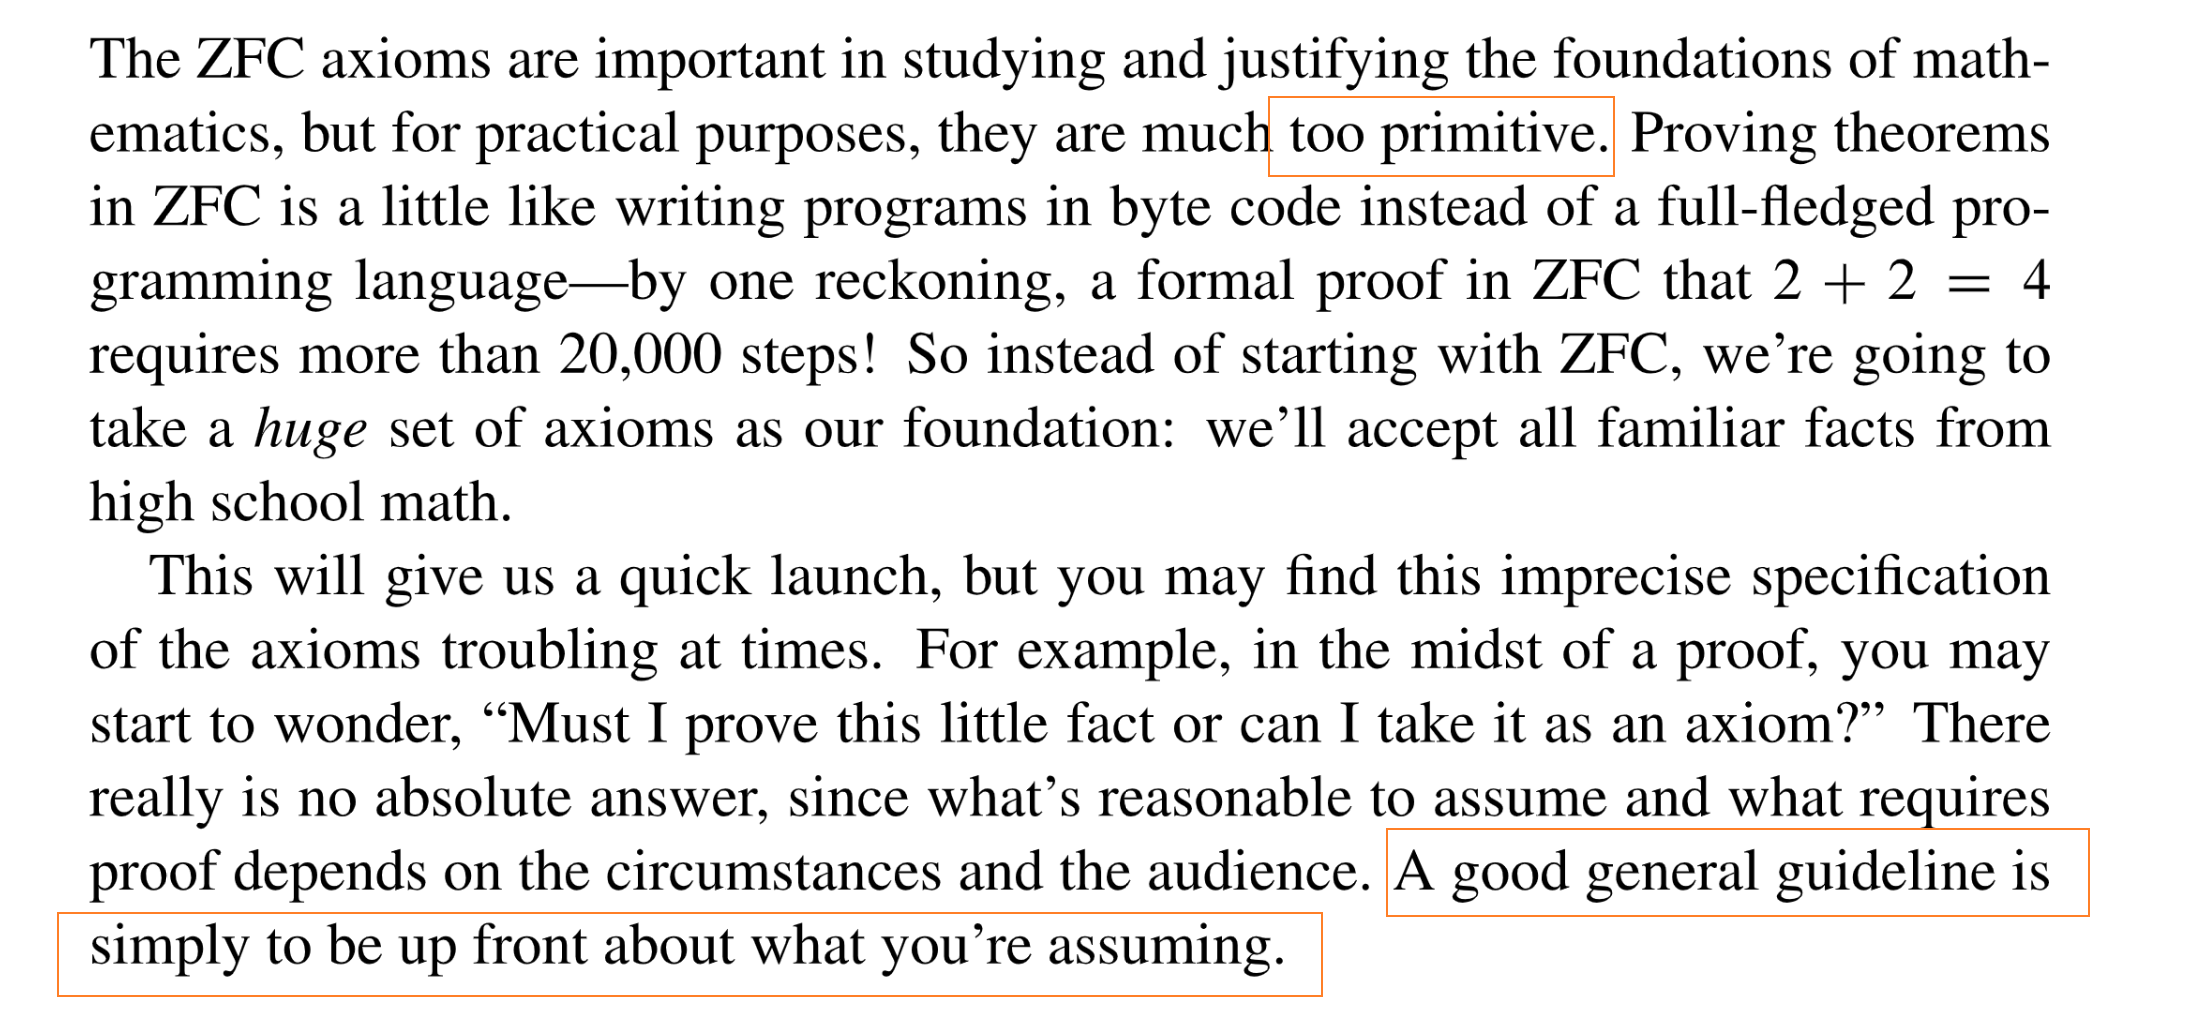 The ZFC axioms are important in studying and justifying the foundations of math-
ematics, but for practical purposes, they are much too primitive. Proving theorems
in ZFC is a little like writing programs in byte code instead of a full-fledged pro-
gramming language—by one reckoning, a formal proof in ZFC that 2 + 2 = 4
requires more than 20,000 steps! So instead of starting with ZFC, we’re going to
take a huge set of axioms as our foundation: we’ll accept all familiar facts from
high school math.
This will give us a quick launch, but you may find this imprecise specification
of the axioms troubling at times. For example, in the midst of a proof, you may
start to wonder, “Must I prove this little fact or can I take it as an axiom?” There
really is no absolute answer, since what’s reasonable to assume and what requires
proof depends on the circumstances and the audience. A good general guideline is
simply to be up front about what you’re assuming.